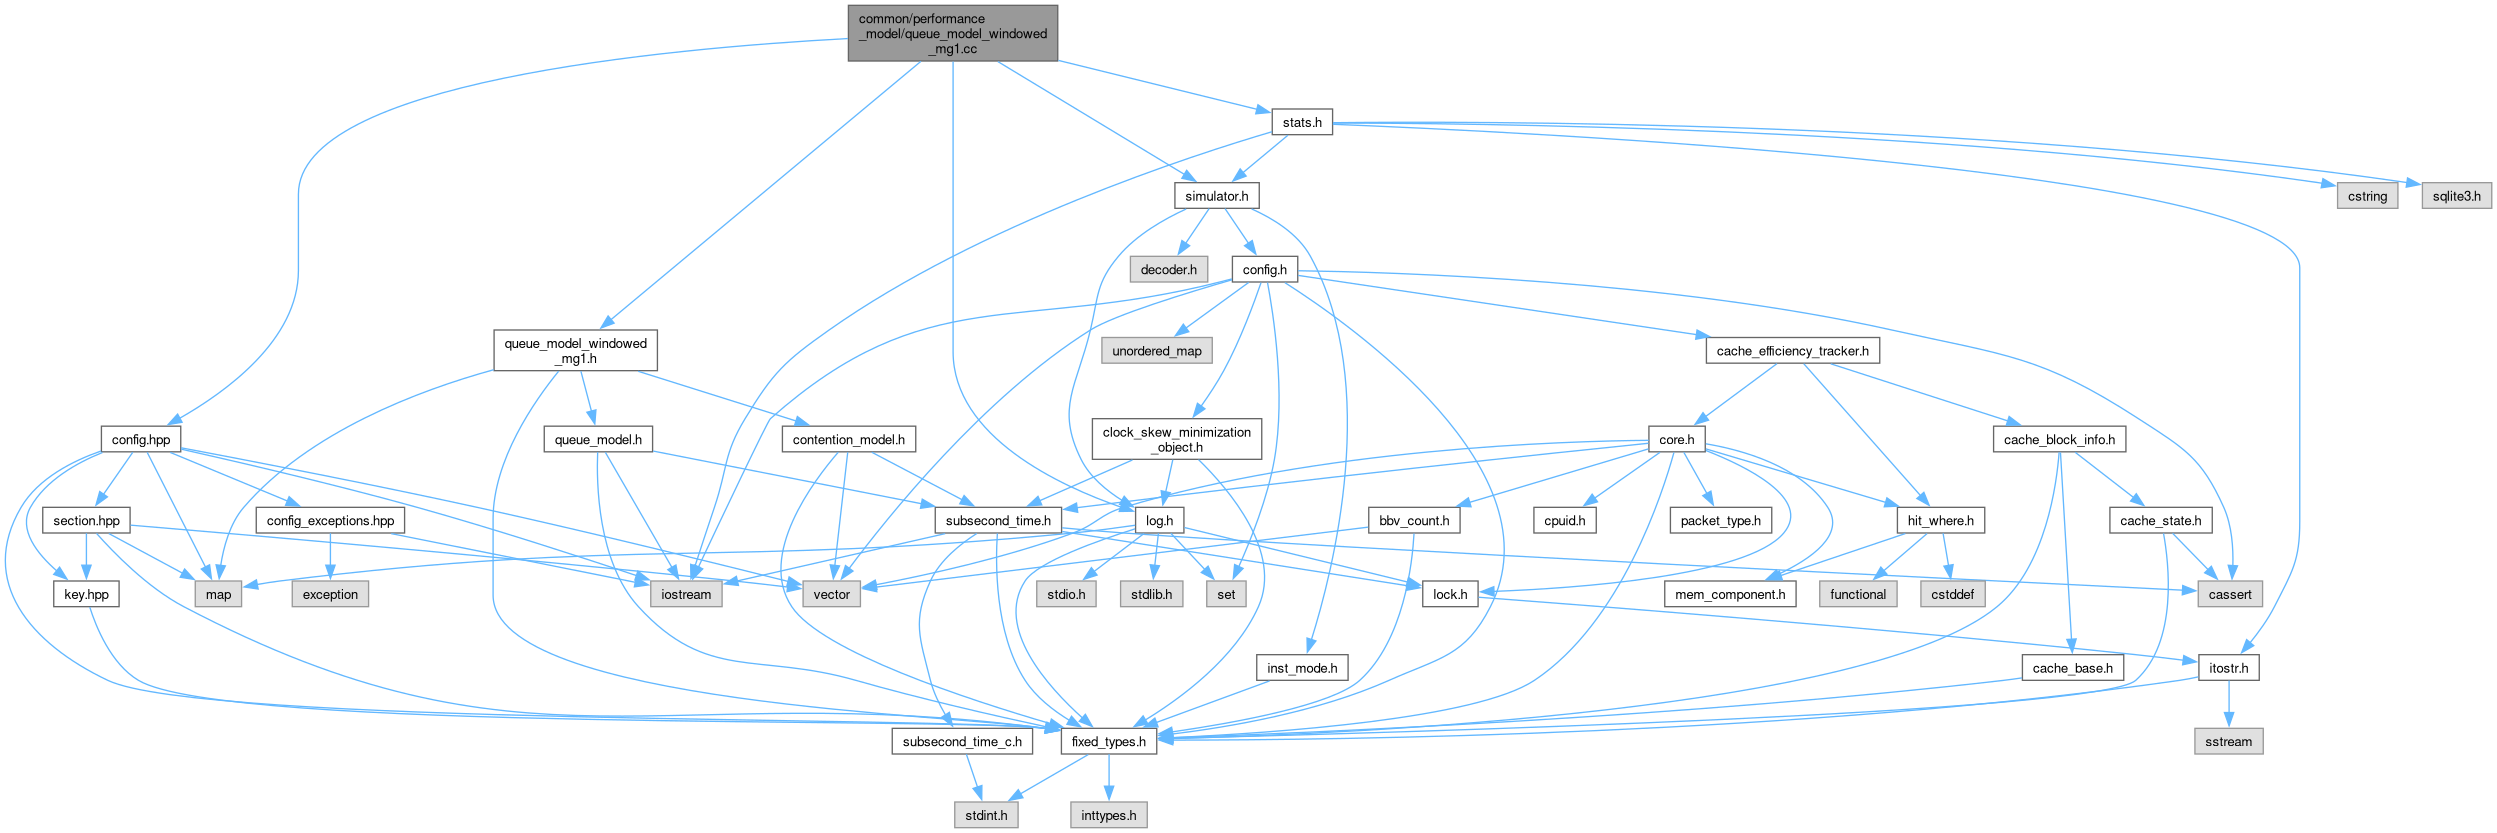 common/performance
_model/queue_model_windowed
_mg1.cc
stats.h
simulator.h
cstring
sqlite3.h
decoder.h
config.h
queue_model_windowed
_mg1.h
unordered_map
cache_efficiency_tracker.h
config.hpp
queue_model.h
contention_model.h
clock_skew_minimization
_object.h
core.h
cache_block_info.h
section.hpp
config_exceptions.hpp
subsecond_time.h
log.h
bbv_count.h
cpuid.h
packet_type.h
hit_where.h
cache_state.h
key.hpp
map
exception
iostream
vector
stdio.h
stdlib.h
set
lock.h
mem_component.h
functional
cstddef
cassert
inst_mode.h
cache_base.h
itostr.h
subsecond_time_c.h
fixed_types.h
sstream
stdint.h
inttypes.h